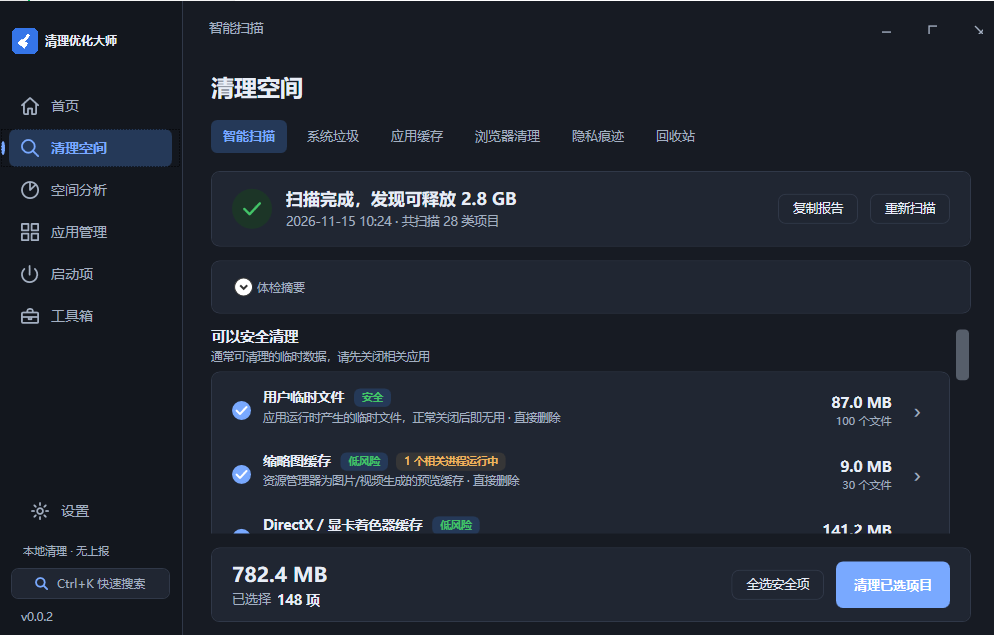 清理优化大师
首页
清理空间
空间分析
应用管理
启动项
工具箱
设置
本地清理 · 无上报
Ctrl+K 快速搜索
v0.0.2
智能扫描
清理空间
智能扫描 系统垃圾 应用缓存 浏览器清理 隐私痕迹 回收站
扫描完成，发现可释放 2.8 GB
2026-11-15 10:24 · 共扫描 28 类项目
复制报告 重新扫描
体检摘要
可以安全清理
通常可清理的临时数据，请先关闭相关应用
用户临时文件 安全
应用运行时产生的临时文件，正常关闭后即无用 · 直接删除
87.0 MB
100 个文件
缩略图缓存 低风险 1 个相关进程运行中
资源管理器为图片/视频生成的预览缓存 · 直接删除
9.0 MB
30 个文件
DirectX / 显卡着色器缓存 低风险
141.2 MB
782.4 MB
已选择 148 项
全选安全项 清理已选项目